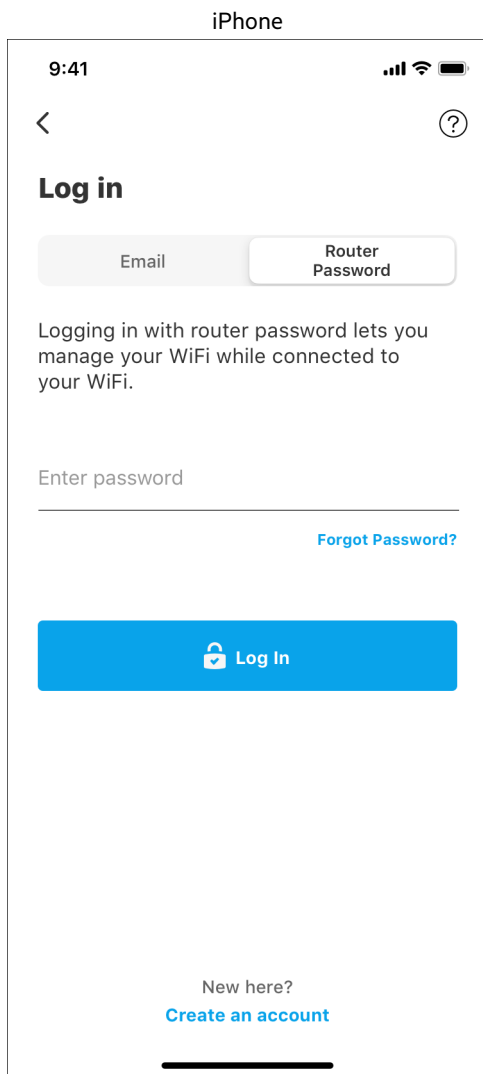 iPhone
9:41
Log in
Email
Router
Password
Logging in with router password lets you
manage your WiFi while connected to
your WiFi.
Enter password
Forgot Password?
Log In
New here?
Create an account